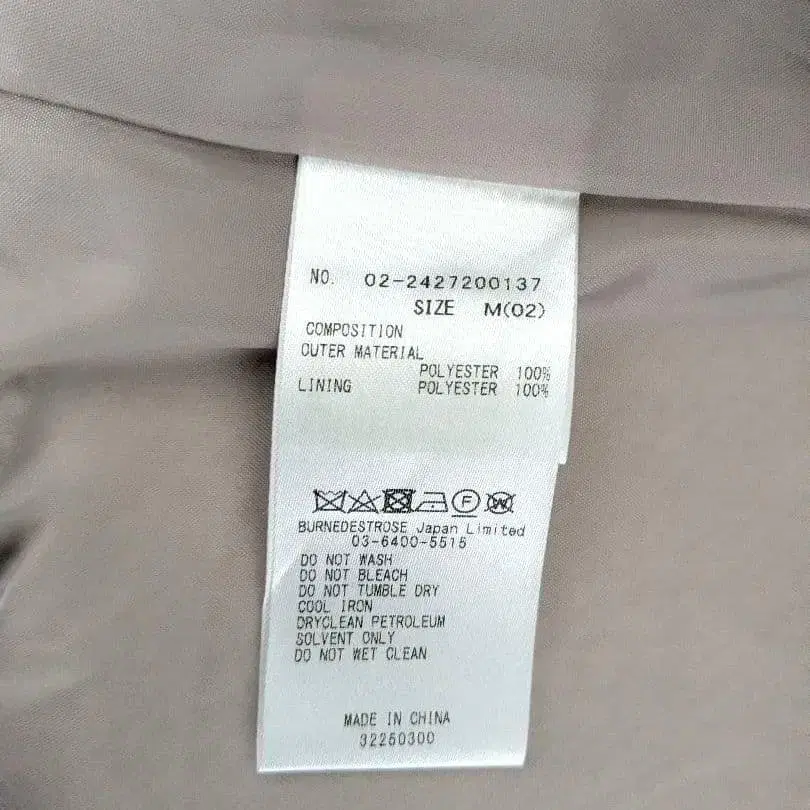 NO. 02-2427200137
SIZE M(02)
COMPOSITION
OUTER MATERIAL
POLYESTER 100%
LINING POLYESTER 100%
F W
BURNEDESTROSE Japan Limited
03-6400-5515
DO NOT WASH
DO NOT BLEACH
DO NOT TUMBLE DRY
COOL IRON
DRYCLEAN PETROLEUM
SOLVENT ONLY
DO NOT WET CLEAN
MADE IN CHINA
32250300